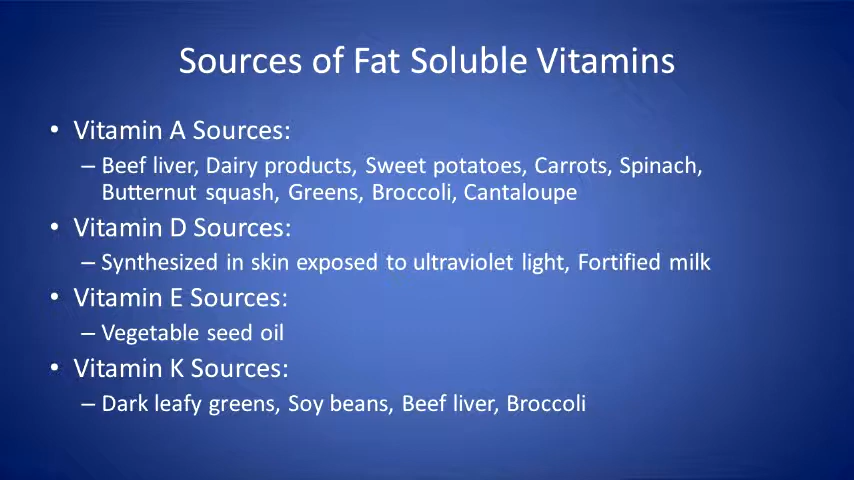 Sources of Fat Soluble Vitamins
• Vitamin A Sources:
– Beef liver, Dairy products, Sweet potatoes, Carrots, Spinach,
Butternut squash, Greens, Broccoli, Cantaloupe
• Vitamin D Sources:
– Synthesized in skin exposed to ultraviolet light, Fortified milk
• Vitamin E Sources:
– Vegetable seed oil
• Vitamin K Sources:
– Dark leafy greens, Soy beans, Beef liver, Broccoli